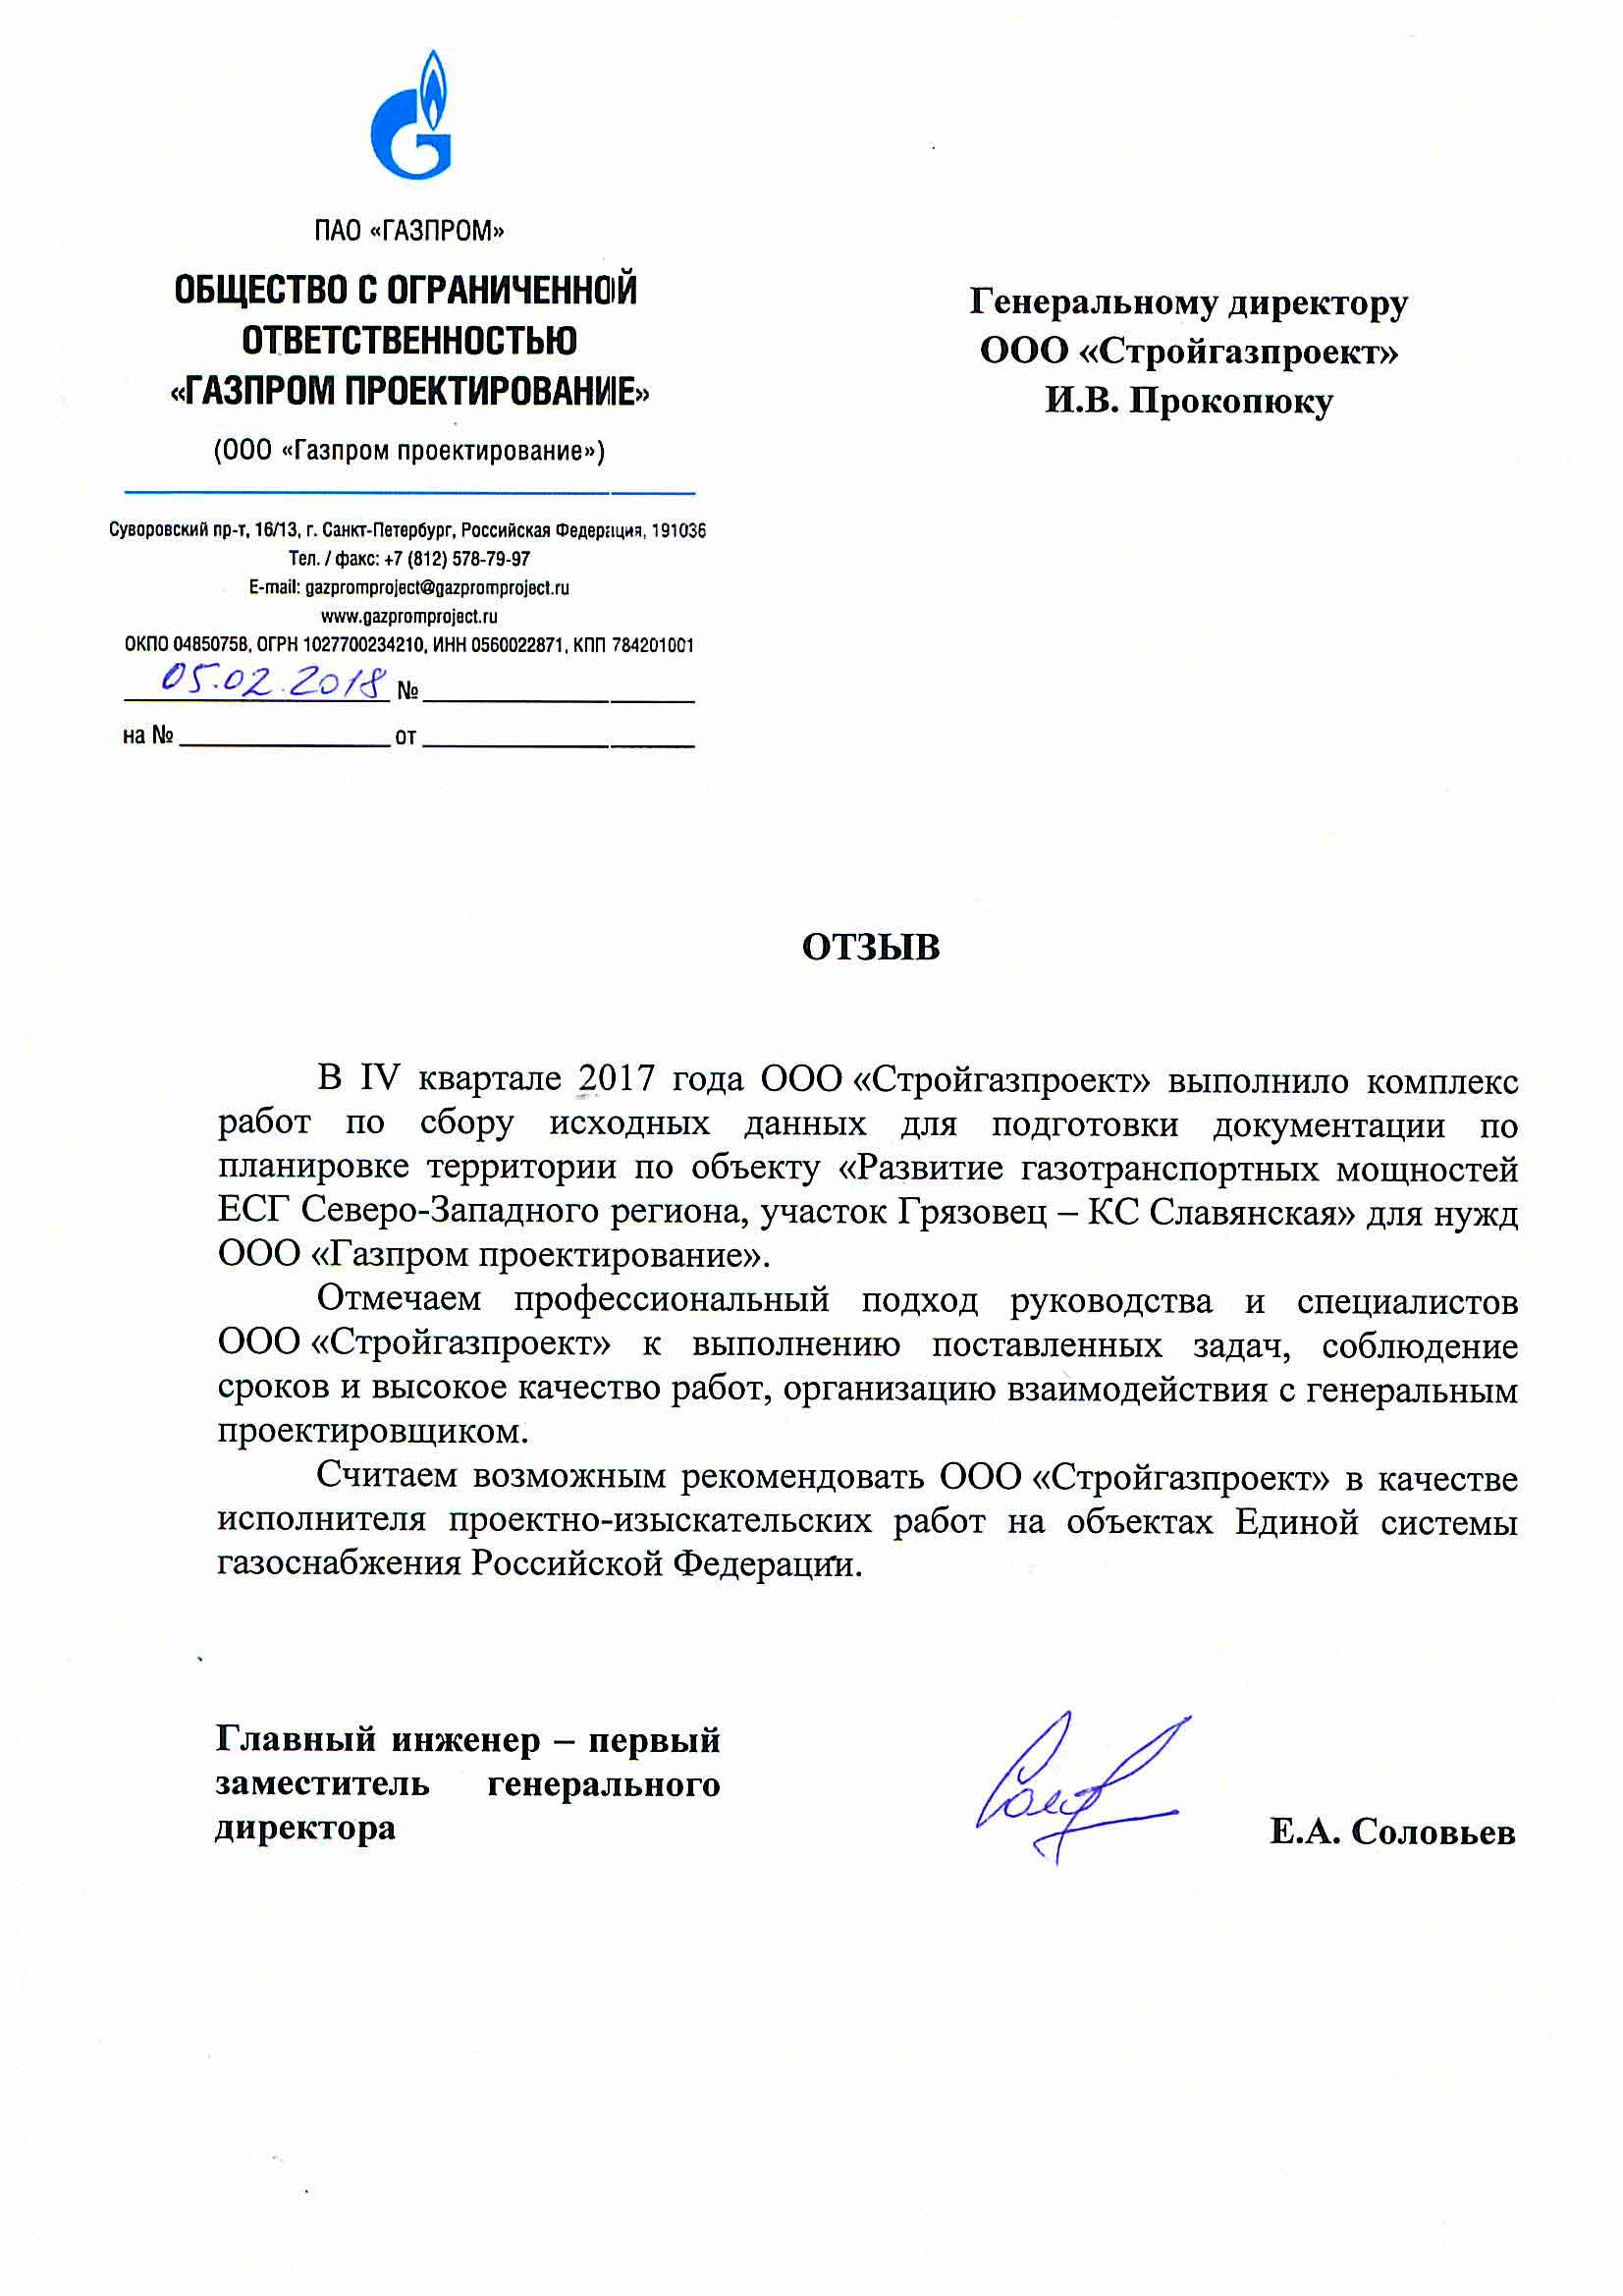 ПАО «ГАЗПРОМ»
ОБЩЕСТВО С ОГРАНИЧЕННОЙ
ОТВЕТСТВЕННОСТЬЮ
«ГАЗПРОМ ПРОЕКТИРОВАНИЕ»
(ООО «Газпром проектирование»)
Суворовский пр-т, 16/13, г. Санкт-Петербург, Российская Федерация, 191036
Тел. / факс: +7 (812) 578-79-97
E-mail: gazpromproject@gazpromproject.ru
www.gazpromproject.ru
ОКПО 04850758, ОГРН 1027700234210, ИНН 0560022871, КПП 784201001
05.02.2018 №
на № от
Генеральному директору
ООО «Стройгазпроект»
И.В. Прокопюку
ОТЗЫВ
В IV квартале 2017 года ООО «Стройгазпроект» выполнило комплекс
работ по сбору исходных данных для подготовки документации по
планировке территории по объекту «Развитие газотранспортных мощностей
ЕСГ Северо-Западного региона, участок Грязовец – КС Славянская» для нужд
ООО «Газпром проектирование».
Отмечаем профессиональный подход руководства и специалистов
ООО «Стройгазпроект» к выполнению поставленных задач, соблюдение
сроков и высокое качество работ, организацию взаимодействия с генеральным
проектировщиком.
Считаем возможным рекомендовать ООО «Стройгазпроект» в качестве
исполнителя проектно-изыскательских работ на объектах Единой системы
газоснабжения Российской Федерации.
Главный инженер – первый
заместитель генерального
директора
Е.А. Соловьев